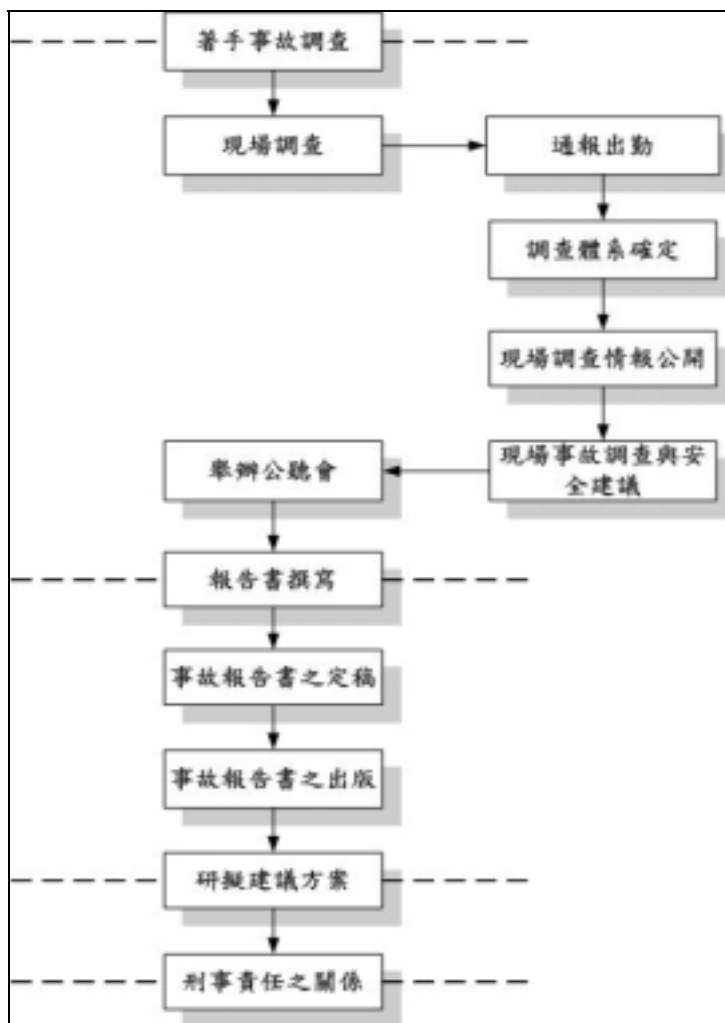 著手事故調查
現場調查
通報出勤
調查體系確定
現場調查情報公開
現場事故調查與安
全建議
舉辦公聽會
報告書撰寫
事故報告書之定稿
事故報告書之出版
研擬建議方案
刑事責任之關係